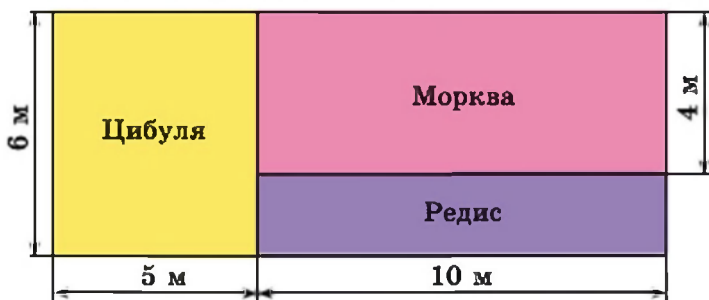 6 м
Цибуля
Морква
4 м
Редис
5 м
10 м